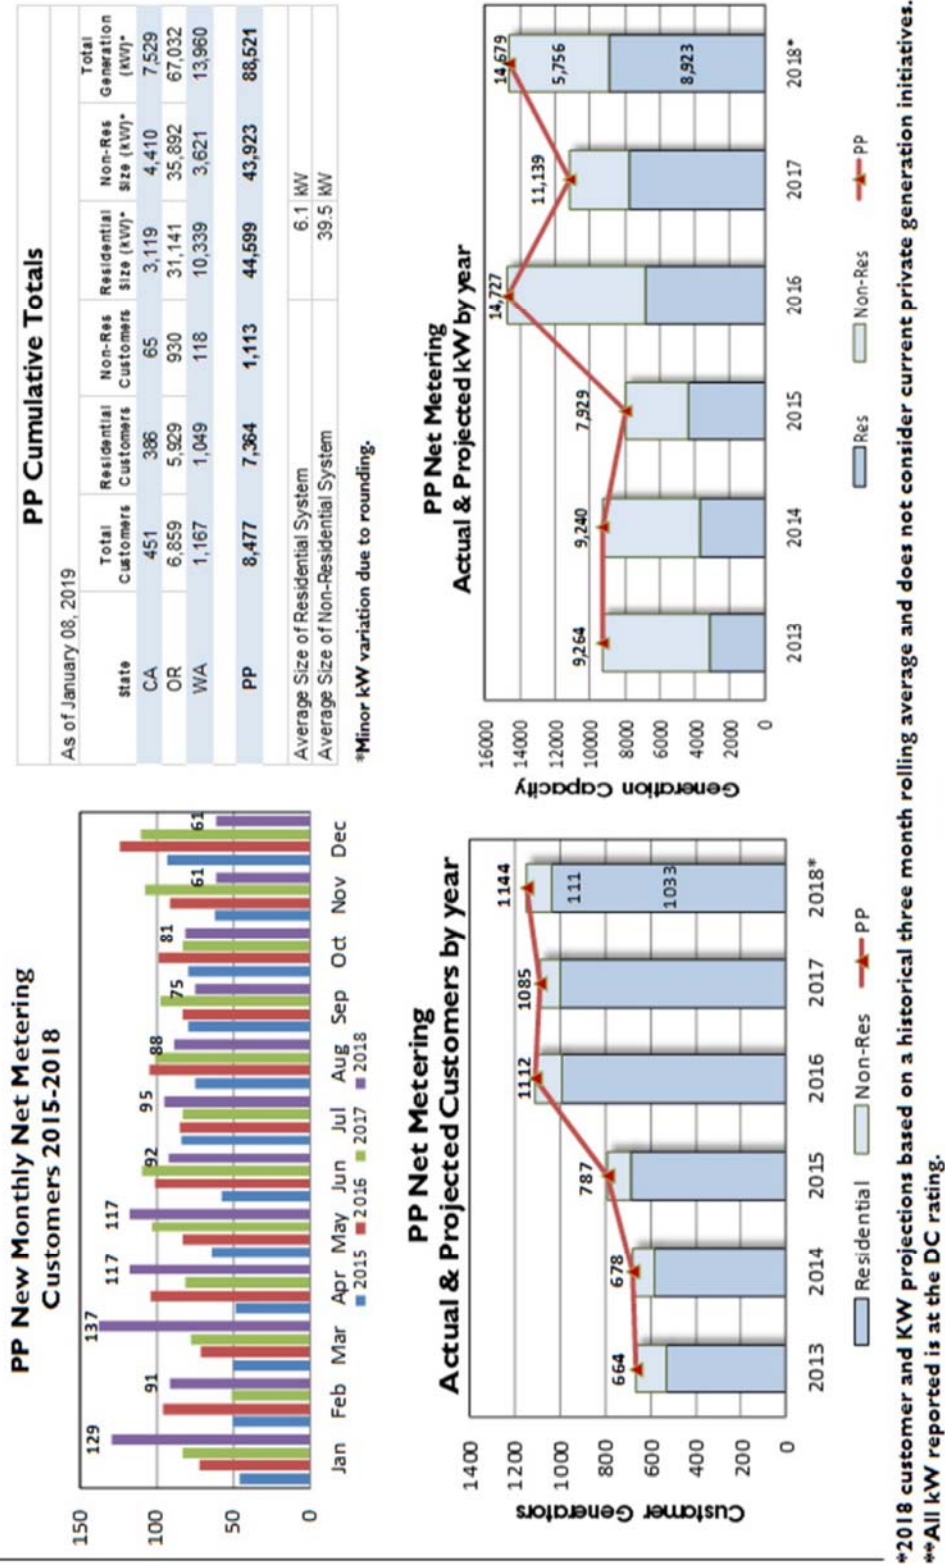 PP New Monthly Net Metering
Customers 2015-2018
150
100
50
0
129
91
137
117
117
92
95
88
75
81
61
61
Jan Feb Mar Apr May Jun Jul Aug Sep Oct Nov Dec
2015 2016 2017 2018
PP Cumulative Totals
As of January 08, 2019
State Total Customers Residential Customers Non-Res Customers Residential Size (kW)* Non-Res Size (kW)* Total Generation (kW)*
CA 451 386 65 3,119 4,410 7,529
OR 6,859 5,929 930 31,141 35,892 67,032
WA 1,167 1,049 118 10,339 3,621 13,960
PP 8,477 7,364 1,113 44,599 43,923 88,521
Average Size of Residential System 6.1 kW
Average Size of Non-Residential System 39.5 kW
*Minor kW variation due to rounding.
PP Net Metering
Actual & Projected Customers by year
Customer Generators
1400
1200
1000
800
600
400
200
0
664
678
787
1112
1085
1144
111
1033
2013 2014 2015 2016 2017 2018*
Residential Non-Res PP
PP Net Metering
Actual & Projected kW by year
Generation Capacity
16000
14000
12000
10000
8000
6000
4000
2000
0
9,264
9,240
7,929
14,727
11,139
14,679
5,756
8,923
2013 2014 2015 2016 2017 2018*
Res Non-Res PP
*2018 customer and KW projections based on a historical three month rolling average and does not consider current private generation initiatives.
**All kW reported is at the DC rating.